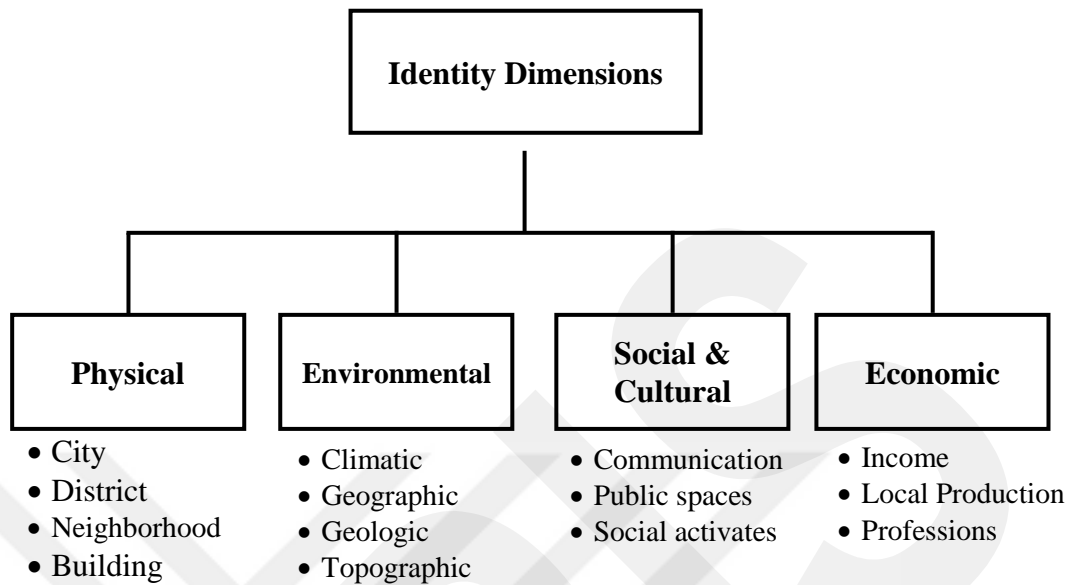 Identity Dimensions
Physical
• City
• District
• Neighborhood
• Building
Environmental
• Climatic
• Geographic
• Geologic
• Topographic
Social &
Cultural
• Communication
• Public spaces
• Social activates
Economic
• Income
• Local Production
• Professions